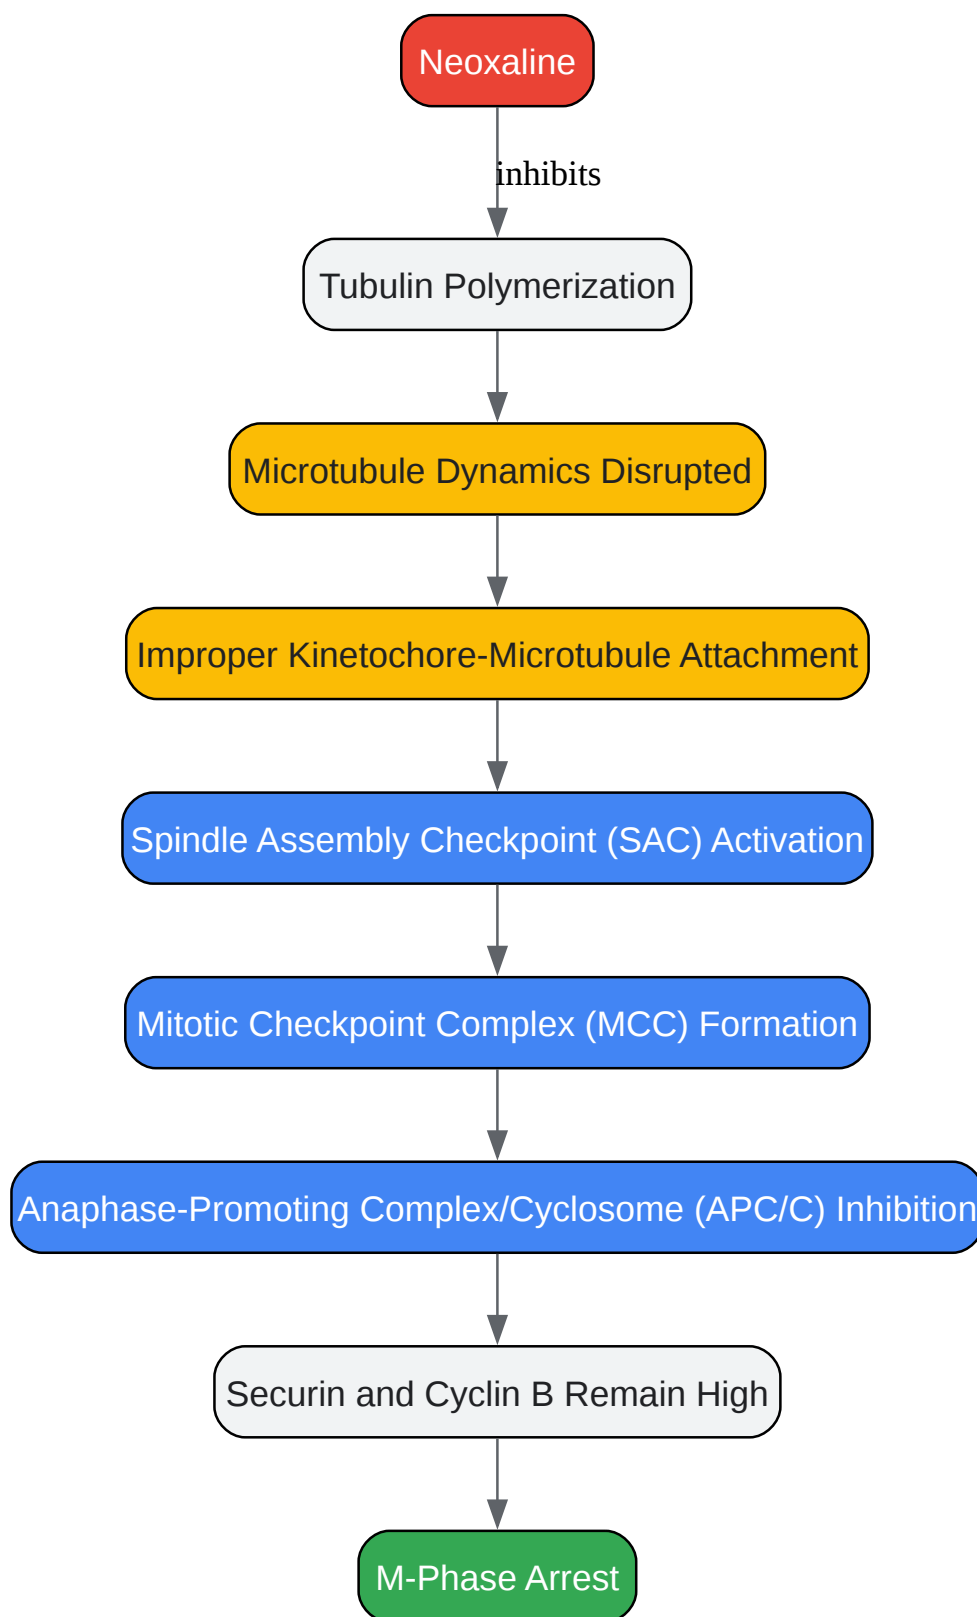 Neoxaline
inhibits
Tubulin Polymerization
Microtubule Dynamics Disrupted
Improper Kinetochore-Microtubule Attachment
Spindle Assembly Checkpoint (SAC) Activation
Mitotic Checkpoint Complex (MCC) Formation
Anaphase-Promoting Complex/Cyclosome (APC/C) Inhibition
Securin and Cyclin B Remain High
M-Phase Arrest